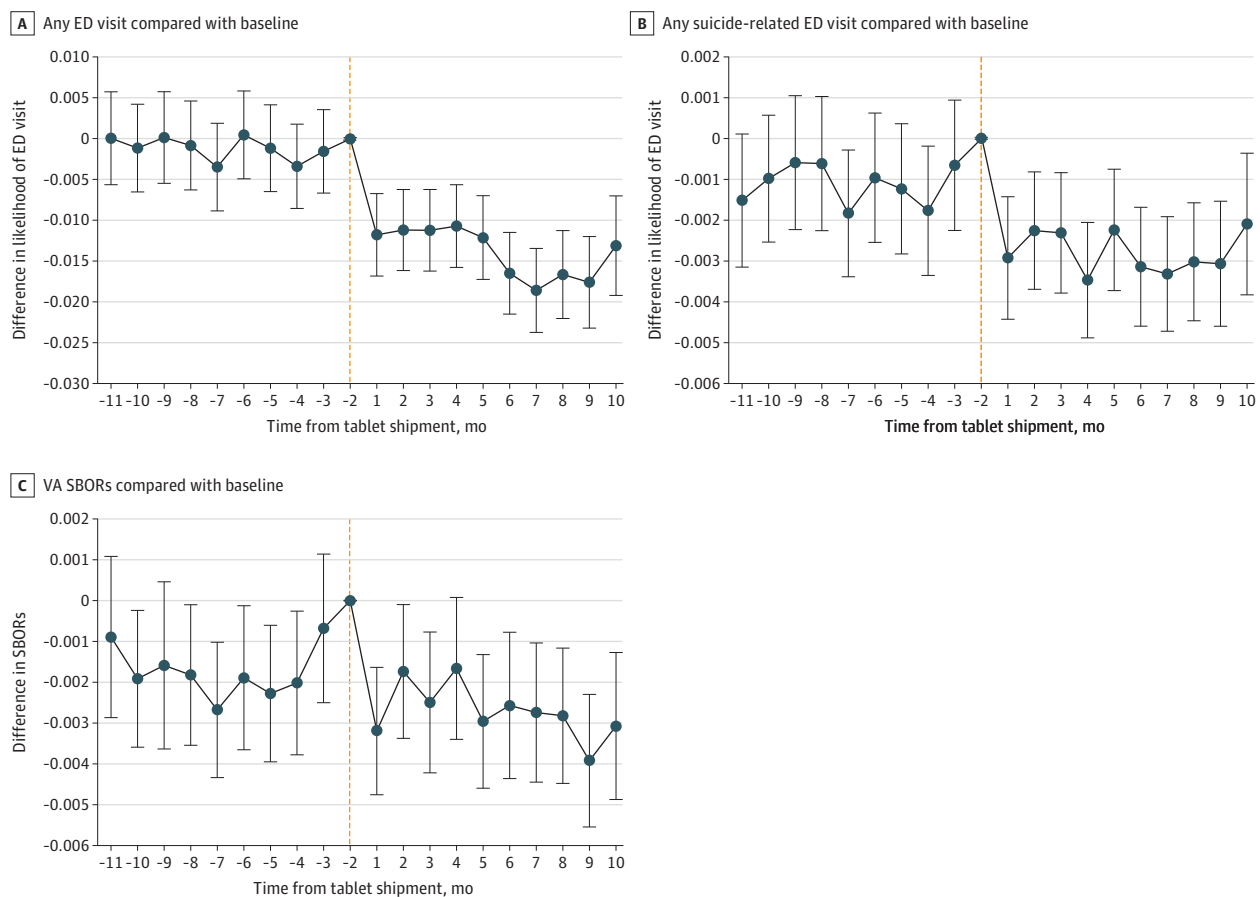 A Any ED visit compared with baseline
0.010
0.005
0
-0.005
-0.010
-0.015
-0.020
-0.025
-0.030
Difference in likelihood of ED visit
-11 -10 -9 -8 -7 -6 -5 -4 -3 -2 1 2 3 4 5 6 7 8 9 10
Time from tablet shipment, mo
B Any suicide-related ED visit compared with baseline
0.002
0.001
0
-0.001
-0.002
-0.003
-0.004
-0.005
-0.006
Difference in likelihood of ED visit
-11 -10 -9 -8 -7 -6 -5 -4 -3 -2 1 2 3 4 5 6 7 8 9 10
Time from tablet shipment, mo
C VA SBORs compared with baseline
0.002
0.001
0
-0.001
-0.002
-0.003
-0.004
-0.005
-0.006
Difference in SBORs
-11 -10 -9 -8 -7 -6 -5 -4 -3 -2 1 2 3 4 5 6 7 8 9 10
Time from tablet shipment, mo